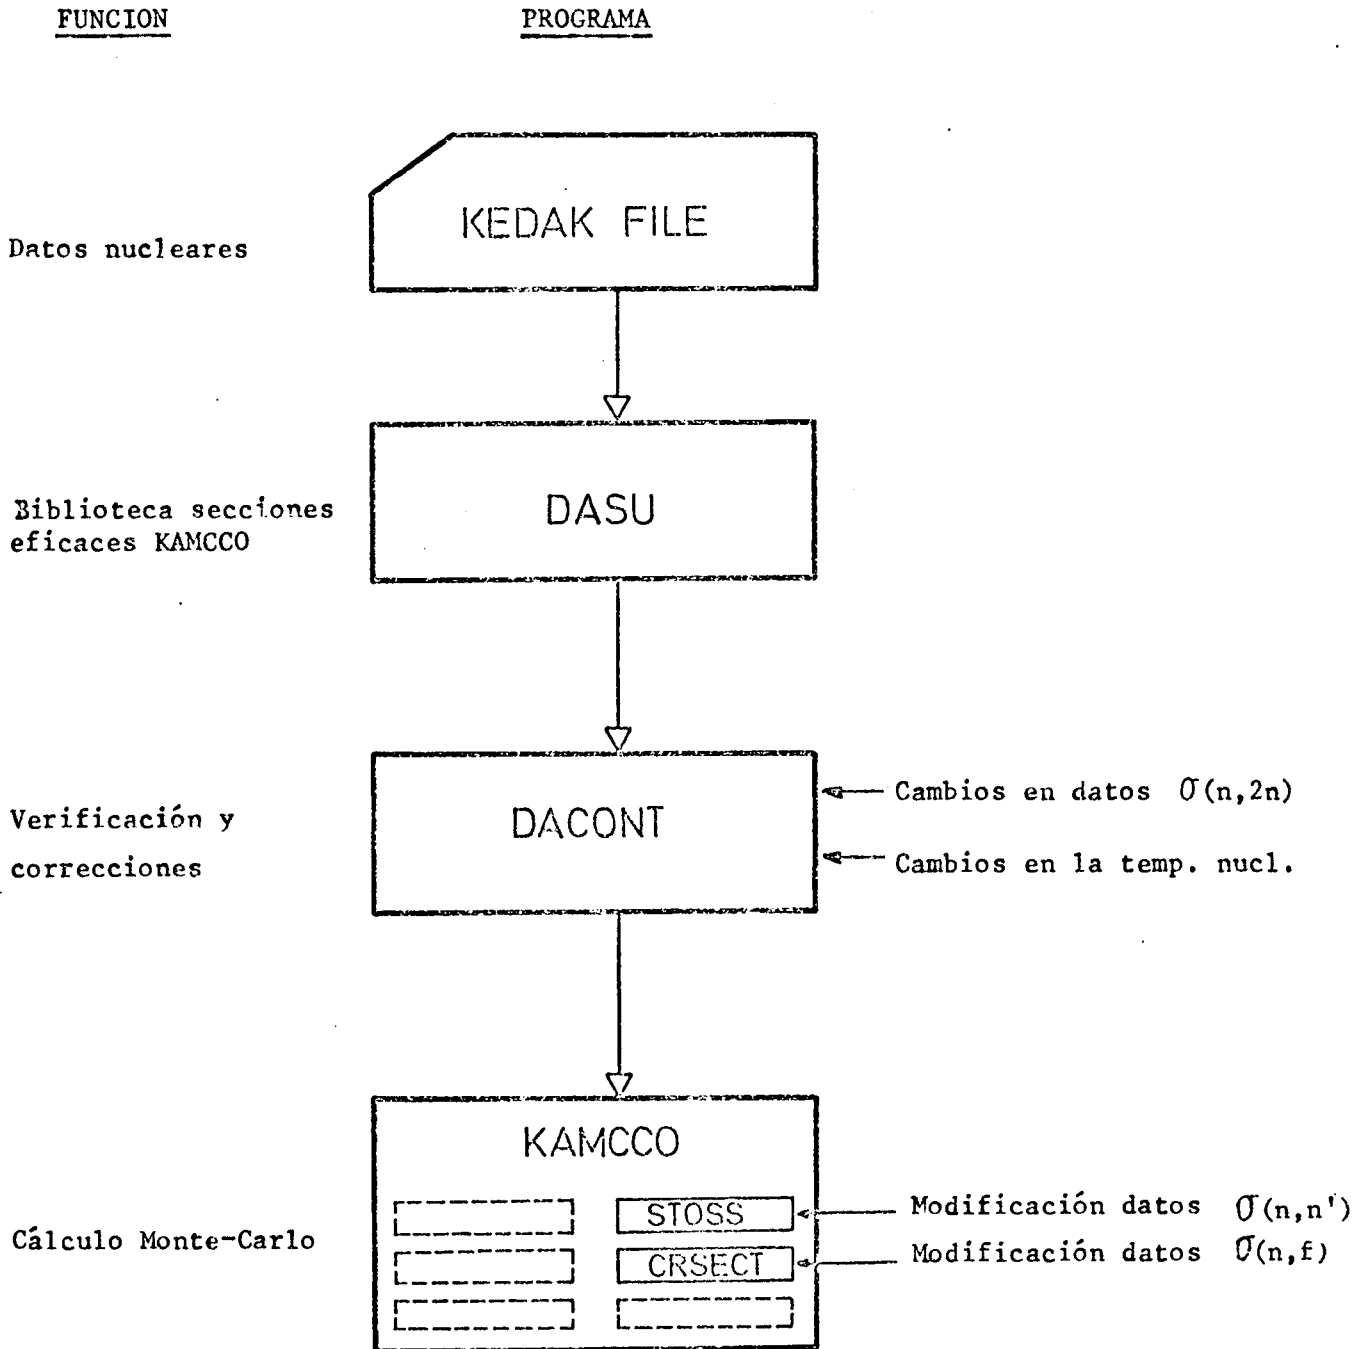 FUNCION
PROGRAMA
KEDAK FILE
Datos nucleares
DASU
Biblioteca secciones
eficaces KAMCCO
DACONT
Verificación y
correcciones
Cambios en datos σ(n,2n)
Cambios en la temp. nucl.
KAMCCO
Cálculo Monte-Carlo
STOSS
CRSECT
Modificación datos σ(n,n')
Modificación datos σ(n,f)